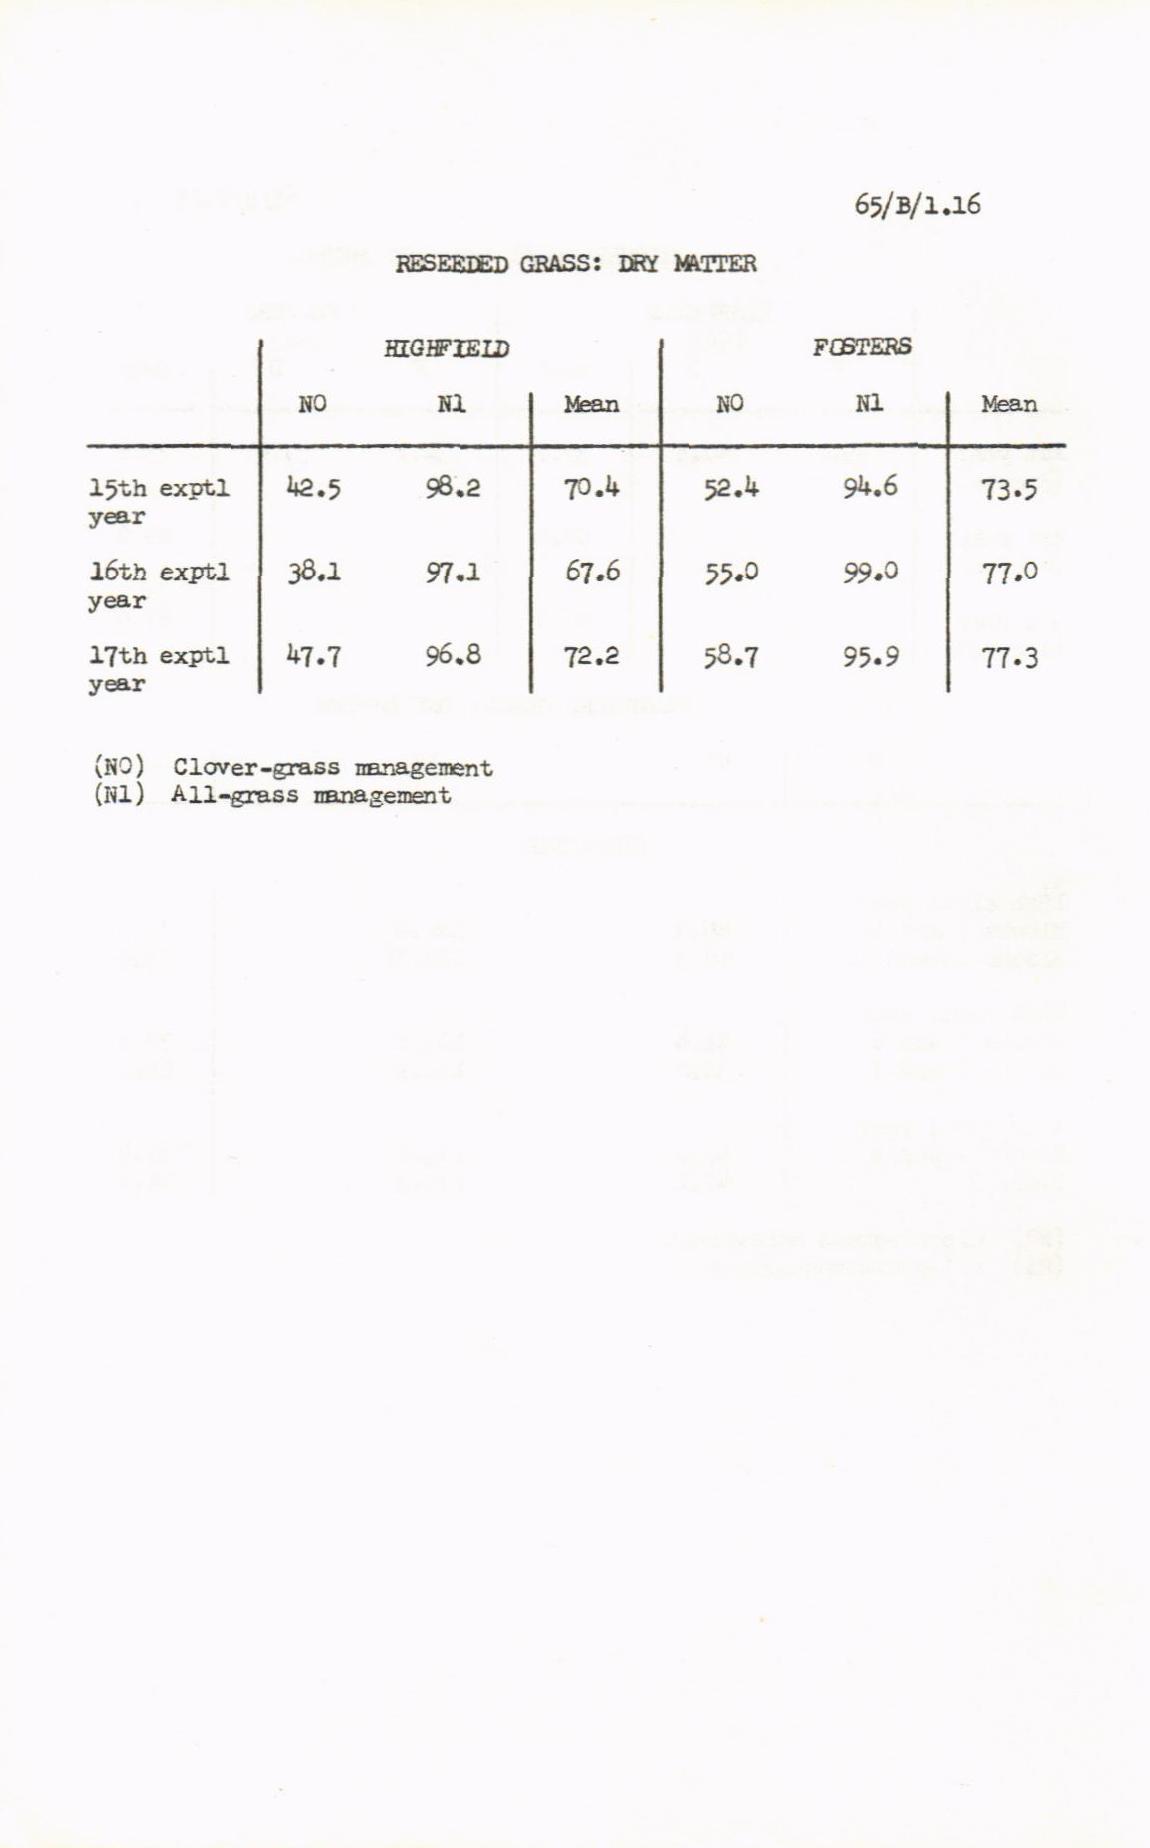 65/B/1.16
RESEEDED GRASS: DRY MATTER
HIGHFIELD FOSTERS
NO N1 Mean NO N1 Mean
15th exptl 42.5 98.2 70.4 52.4 94.6 73.5
year
16th exptl 38.1 97.1 67.6 55.0 99.0 77.0
year
17th exptl 47.7 96.8 72.2 58.7 95.9 77.3
year
(NO) Clover-grass management
(N1) All-grass management